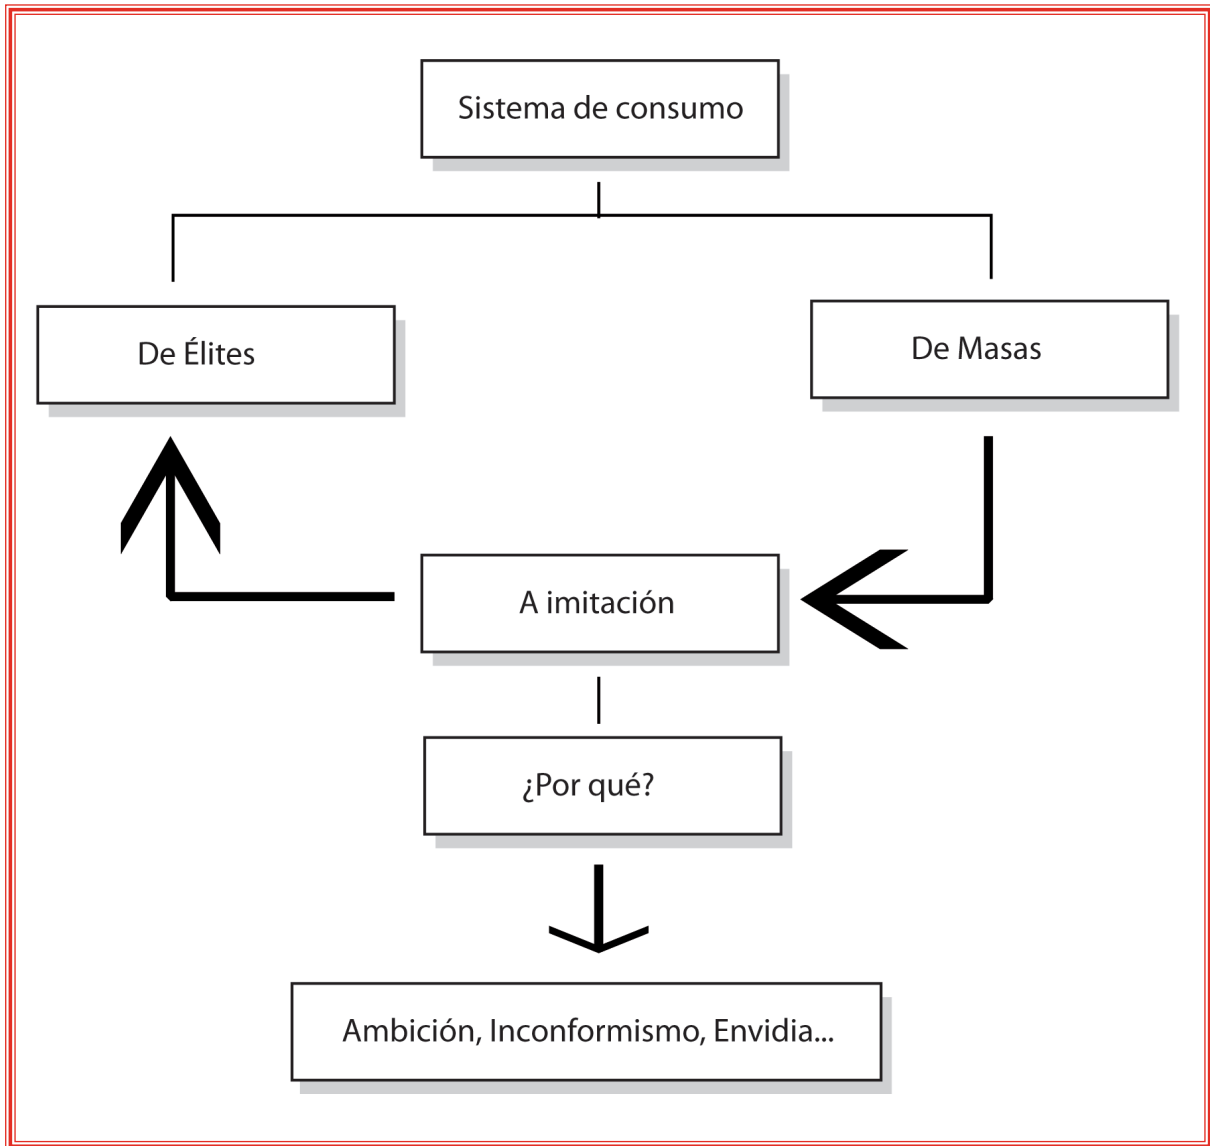 Sistema de consumo
De Élites
De Masas
A imitación
¿Por qué?
Ambición, Inconformismo, Envidia...